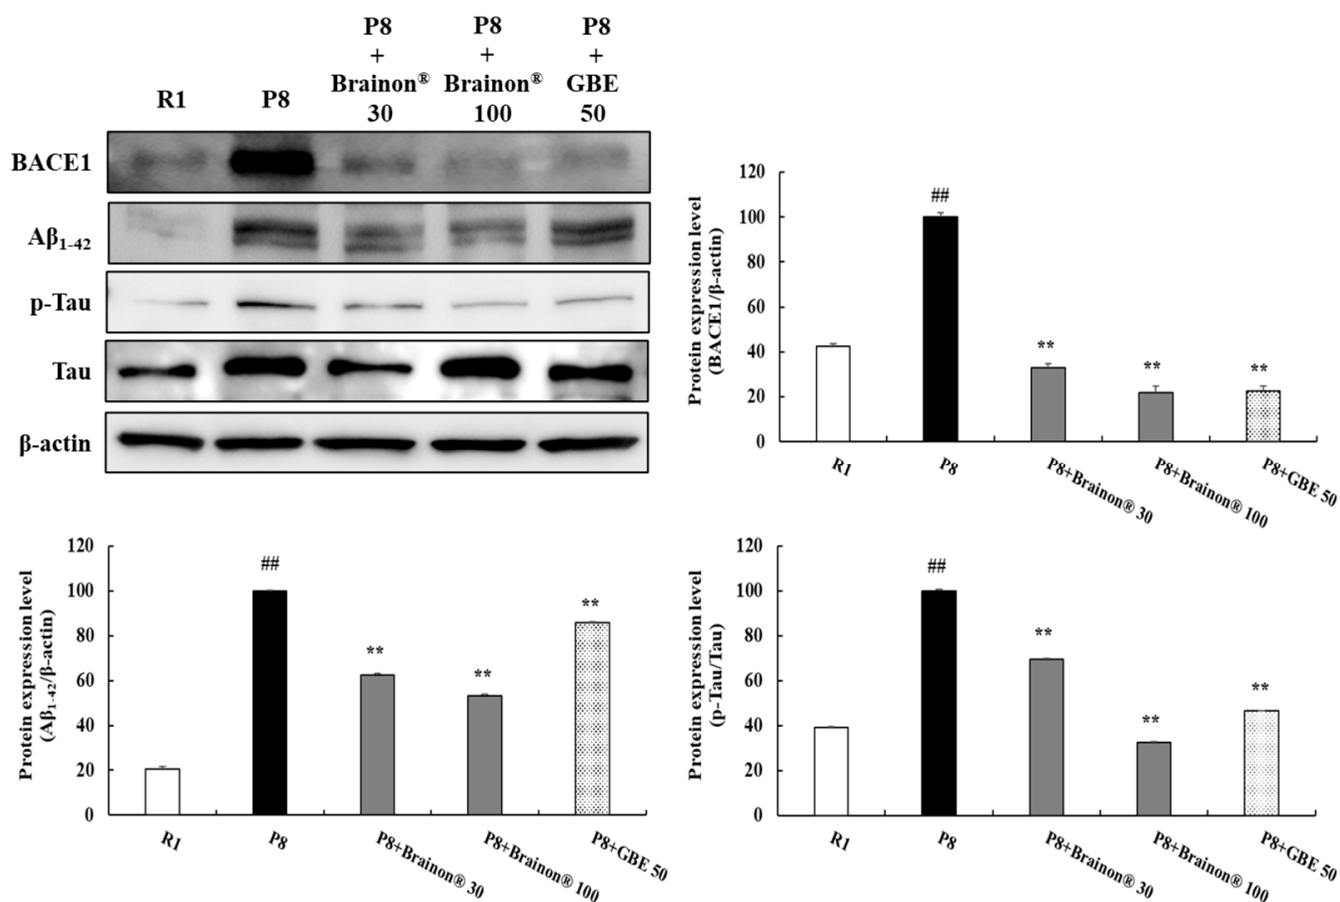 R1
P8
P8
+
Brainon®
30
P8
+
Brainon®
100
P8
+
GBE
50
BACE1
Aβ1-42
p-Tau
Tau
β-actin
Protein expression level
(BACE1/β-actin)
120
100
80
60
40
20
0
##
**
**
**
R1
P8
P8+Brainon® 30
P8+Brainon® 100
P8+GBE 50
Protein expression level
(Aβ1-42/β-actin)
120
100
80
60
40
20
0
##
**
**
**
R1
P8
P8+Brainon® 30
P8+Brainon® 100
P8+GBE 50
Protein expression level
(p-Tau/Tau)
120
100
80
60
40
20
0
##
**
**
**
R1
P8
P8+Brainon® 30
P8+Brainon® 100
P8+GBE 50